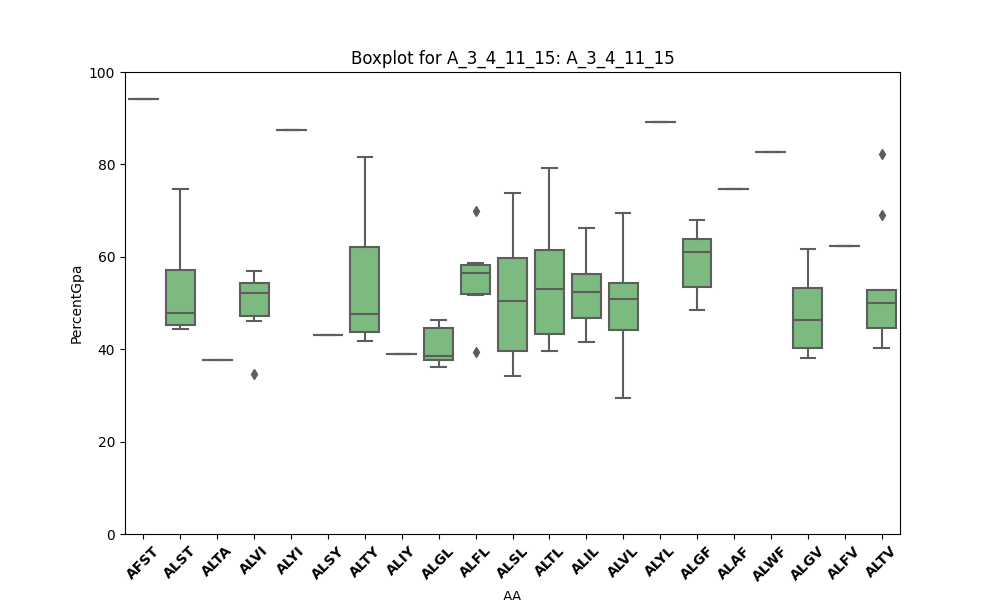 Boxplot for A_3_4_11_15: A_3_4_11_15
PercentGpa
100
80
60
40
20
0
AFST ALST ALTA ALVI ALYI ALSY ALTY ALIY ALGL ALFL ALSL ALTL ALIL ALVL ALYL ALGF ALAF ALWF ALGV ALFV ALTV
AA